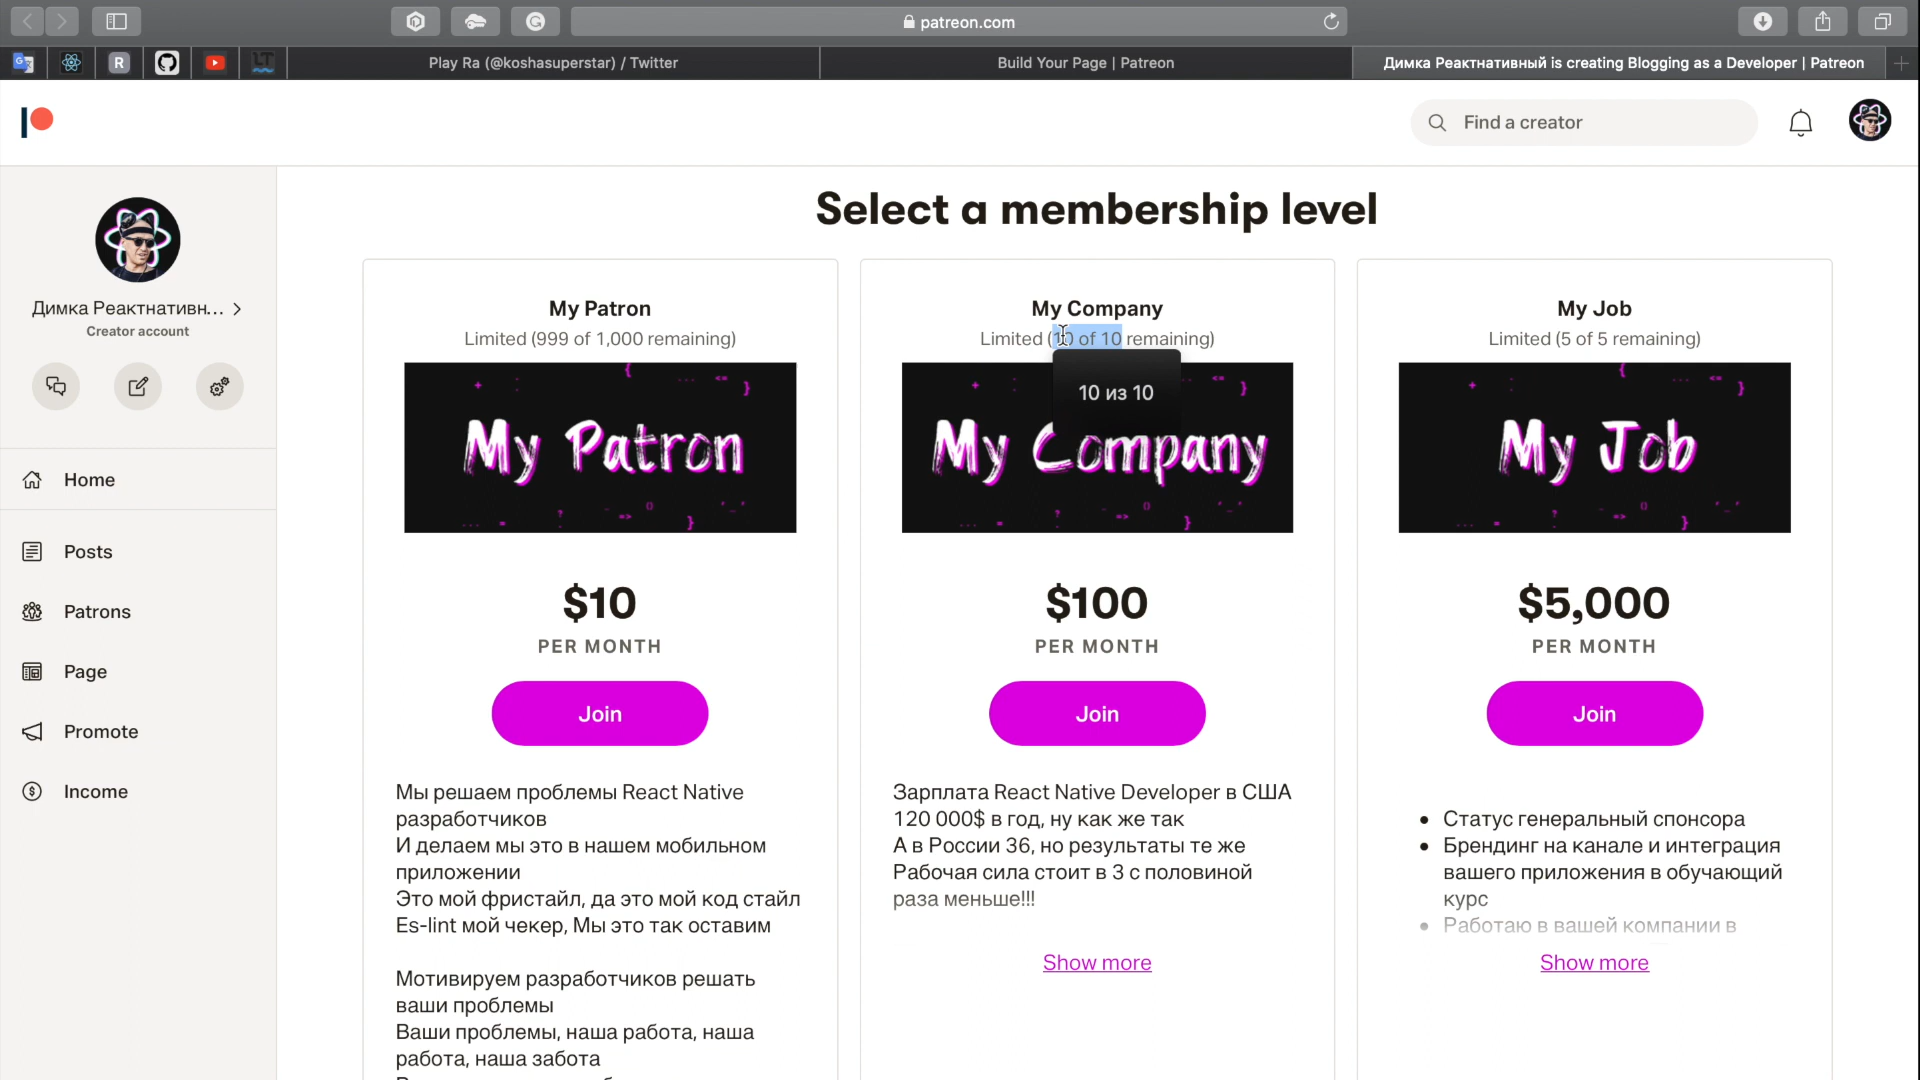 patreon.com
Play Ra (@koshasuperstar) / Twitter
Build Your Page | Patreon
Димка Реактнативный is creating Blogging as a Developer | Patreon
R
LT
Find a creator
Димка Реактнативн...
Creator account
Home
Posts
Patrons
Page
Promote
Income
Select a membership level
My Patron
Limited (999 of 1,000 remaining)
My Patron
$10
PER MONTH
Join
Мы решаем проблемы React Native
разработчиков
И делаем мы это в нашем мобильном
приложении
Это мой фристайл, да это мой код стайл
Es-lint мой чекер, Мы это так оставим
Мотивируем разработчиков решать
ваши проблемы
Ваши проблемы, наша работа, наша
работа, наша забота
My Company
Limited (10 of 10 remaining)
10 из 10
My Company
$100
PER MONTH
Join
Зарплата React Native Developer в США
120 000$ в год, ну как же так
А в России 36, но результаты те же
Рабочая сила стоит в 3 с половиной
раза меньше!!!
Show more
My Job
Limited (5 of 5 remaining)
My Job
$5,000
PER MONTH
Join
Статус генеральный спонсора
Брендинг на канале и интеграция
вашего приложения в обучающий
курс
Работаю в вашей компании в
Show more